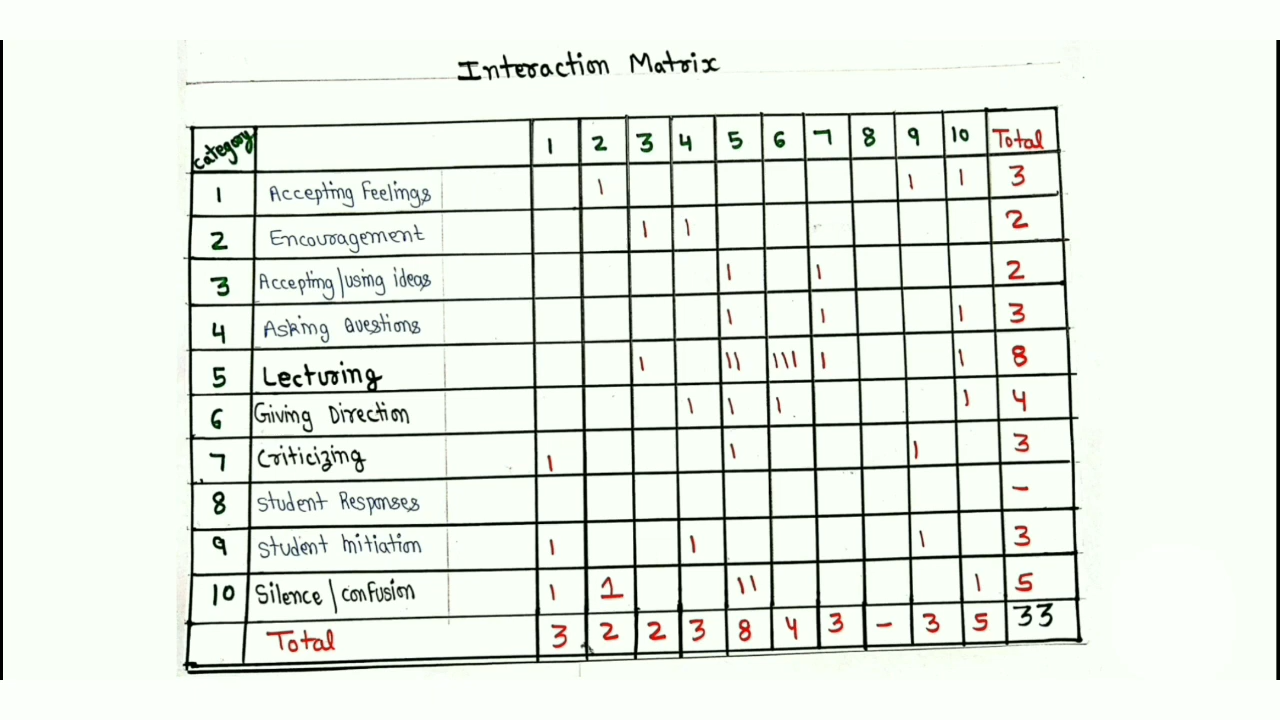 Interaction Matrix
Category 1 2 3 4 5 6 7 8 9 10 Total
1 Accepting Feelings 1 1 1 3
2 Encouragement 1 1 2
3 Accepting/using ideas 1 1 2
4 Asking Questions 1 1 1 3
5 Lecturing 1 11 111 1 1 8
6 Giving Direction 1 1 1 1 4
7 Criticizing 1 1 1 3
8 Student Responses -
9 Student Initiation 1 1 1 3
10 Silence/confusion 1 1 11 1 5
Total 3 2 2 3 8 4 3 - 3 5 33